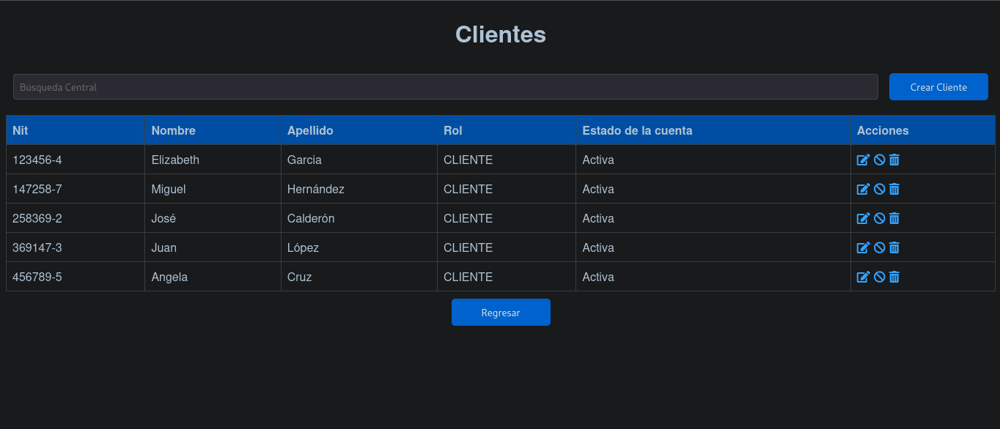 Clientes
Búsqueda Central
Crear Cliente
Nit Nombre Apellido Rol Estado de la cuenta Acciones
123456-4 Elizabeth Garcia CLIENTE Activa
147258-7 Miguel Hernández CLIENTE Activa
258369-2 José Calderón CLIENTE Activa
369147-3 Juan López CLIENTE Activa
456789-5 Angela Cruz CLIENTE Activa
Regresar